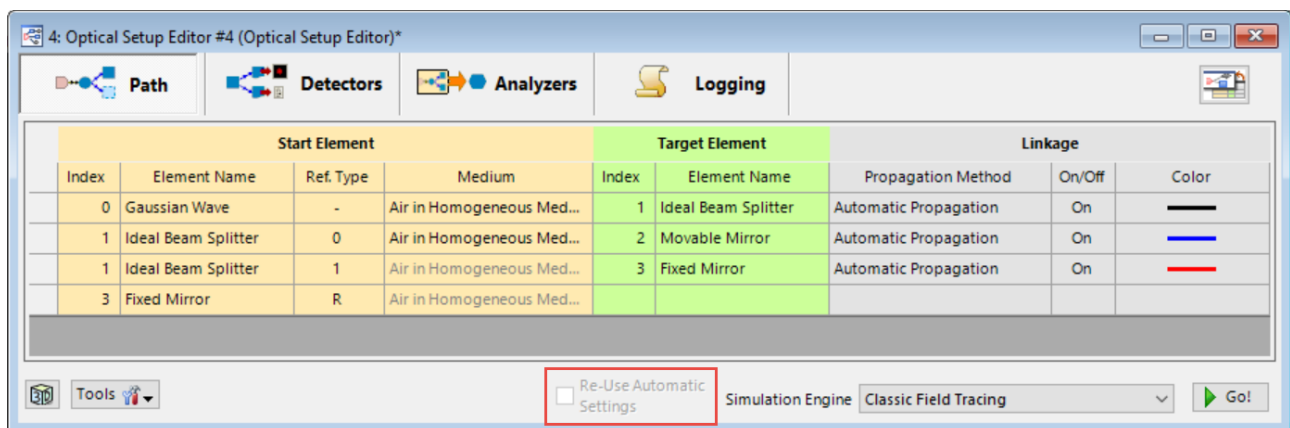 4: Optical Setup Editor #4 (Optical Setup Editor)*
Path Detectors Analyzers Logging
Start Element Target Element Linkage
Index Element Name Ref. Type Medium Index Element Name Propagation Method On/Off Color
0 Gaussian Wave - Air in Homogeneous Med... 1 Ideal Beam Splitter Automatic Propagation On
1 Ideal Beam Splitter 0 Air in Homogeneous Med... 2 Movable Mirror Automatic Propagation On
1 Ideal Beam Splitter 1 Air in Homogeneous Med... 3 Fixed Mirror Automatic Propagation On
3 Fixed Mirror R Air in Homogeneous Med...
3D Tools Re-Use Automatic
Settings Simulation Engine Classic Field Tracing Go!